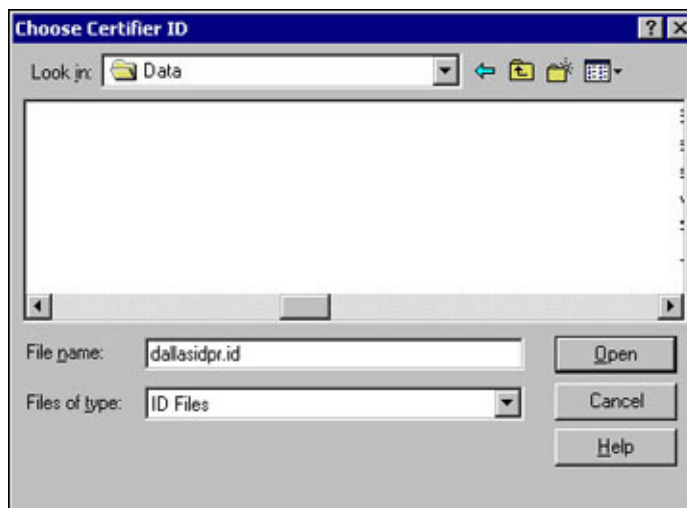 Choose Certifier ID
Look in: Data
File name: dallasidpr.id
Open
Files of type: ID Files
Cancel
Help